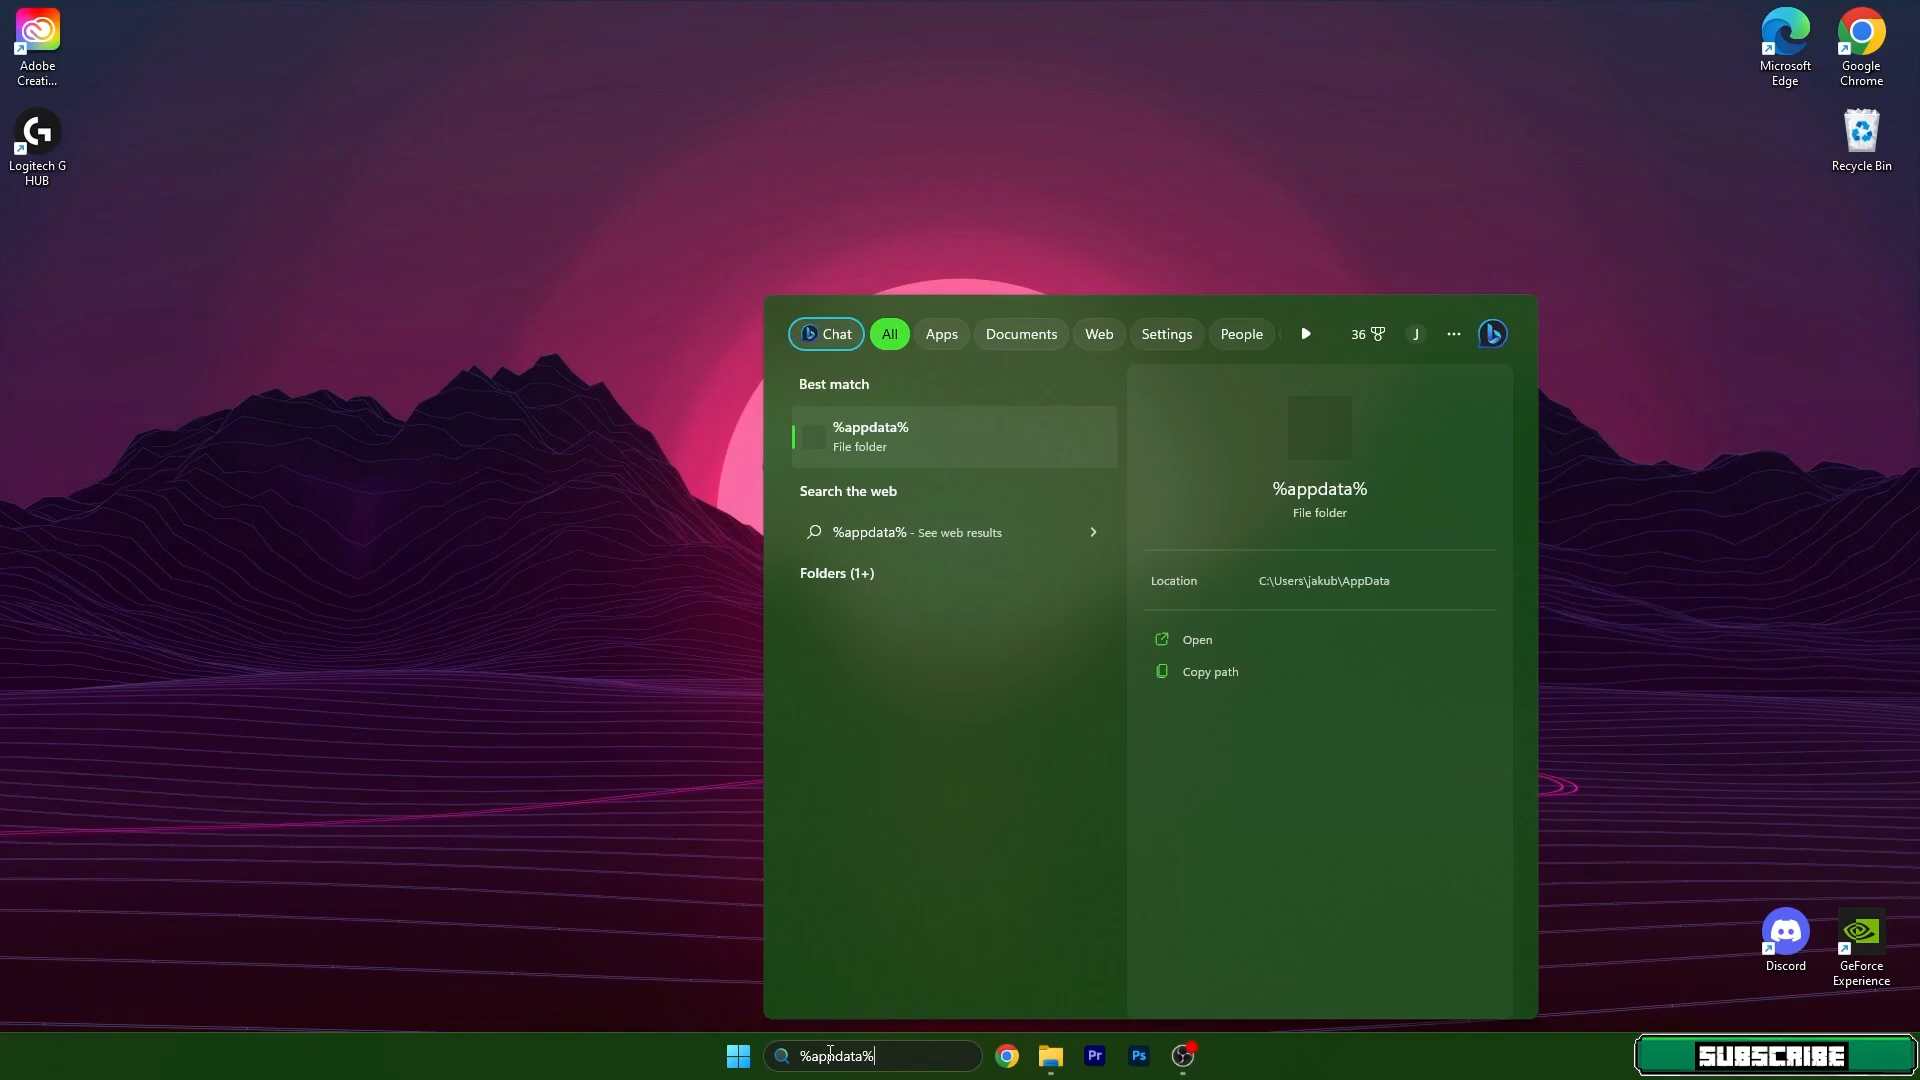 Adobe
Creati...
Logitech G
HUB
Microsoft
Edge
Google
Chrome
Recycle Bin
Chat
All
Apps
Documents
Web
Settings
People
36
J
Best match
%appdata%
File folder
Search the web
%appdata% - See web results
Folders (1+)
%appdata%
File folder
Location C:\Users\jakub\AppData
Open
Copy path
Discord
GeForce
Experience
%appdata%
Pr
Ps
SUBSCRIBE